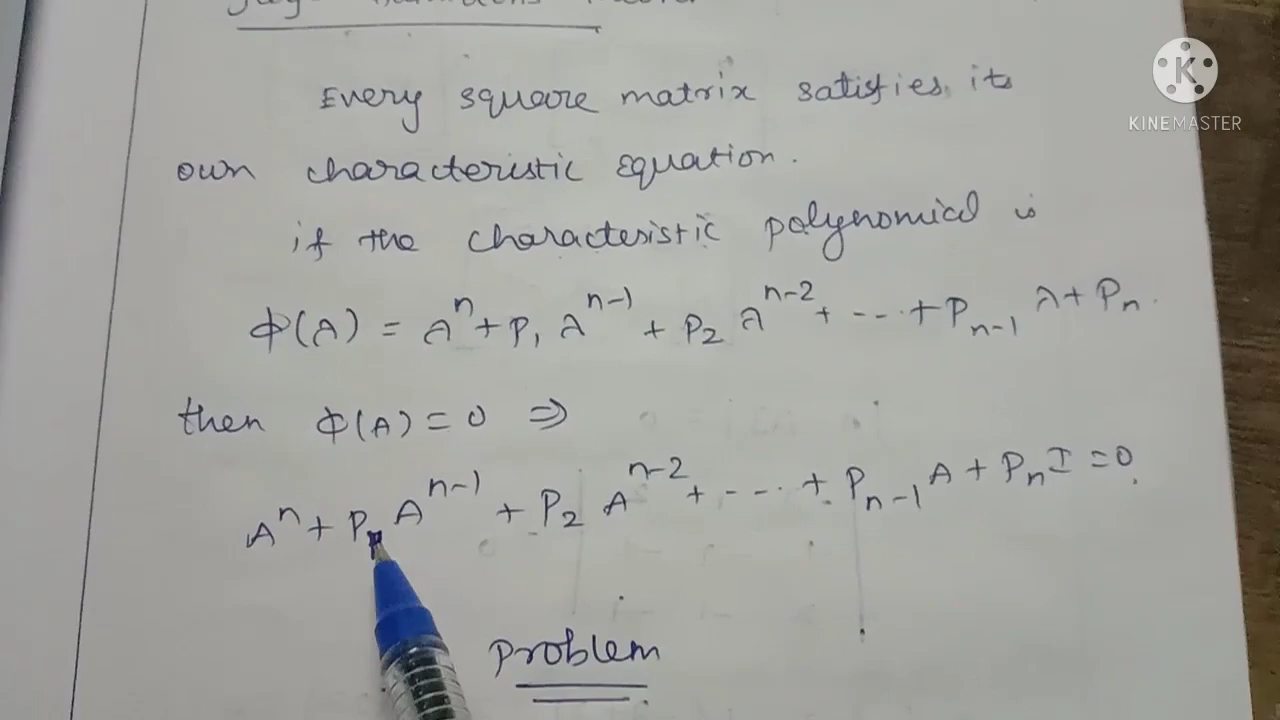 Every square matrix satisfies its
K
KINEMASTER
own characteristic equation.
if the characteristic polynomial is
Φ(A) = λⁿ + P₁ λⁿ⁻¹ + P₂ λⁿ⁻² + --- + Pₙ₋₁ λ + Pₙ.
then Φ(A) = 0 ⇒
Aⁿ + P Aⁿ⁻¹ + P₂ Aⁿ⁻² + --- + Pₙ₋₁ A + Pₙ I = 0.
Problem